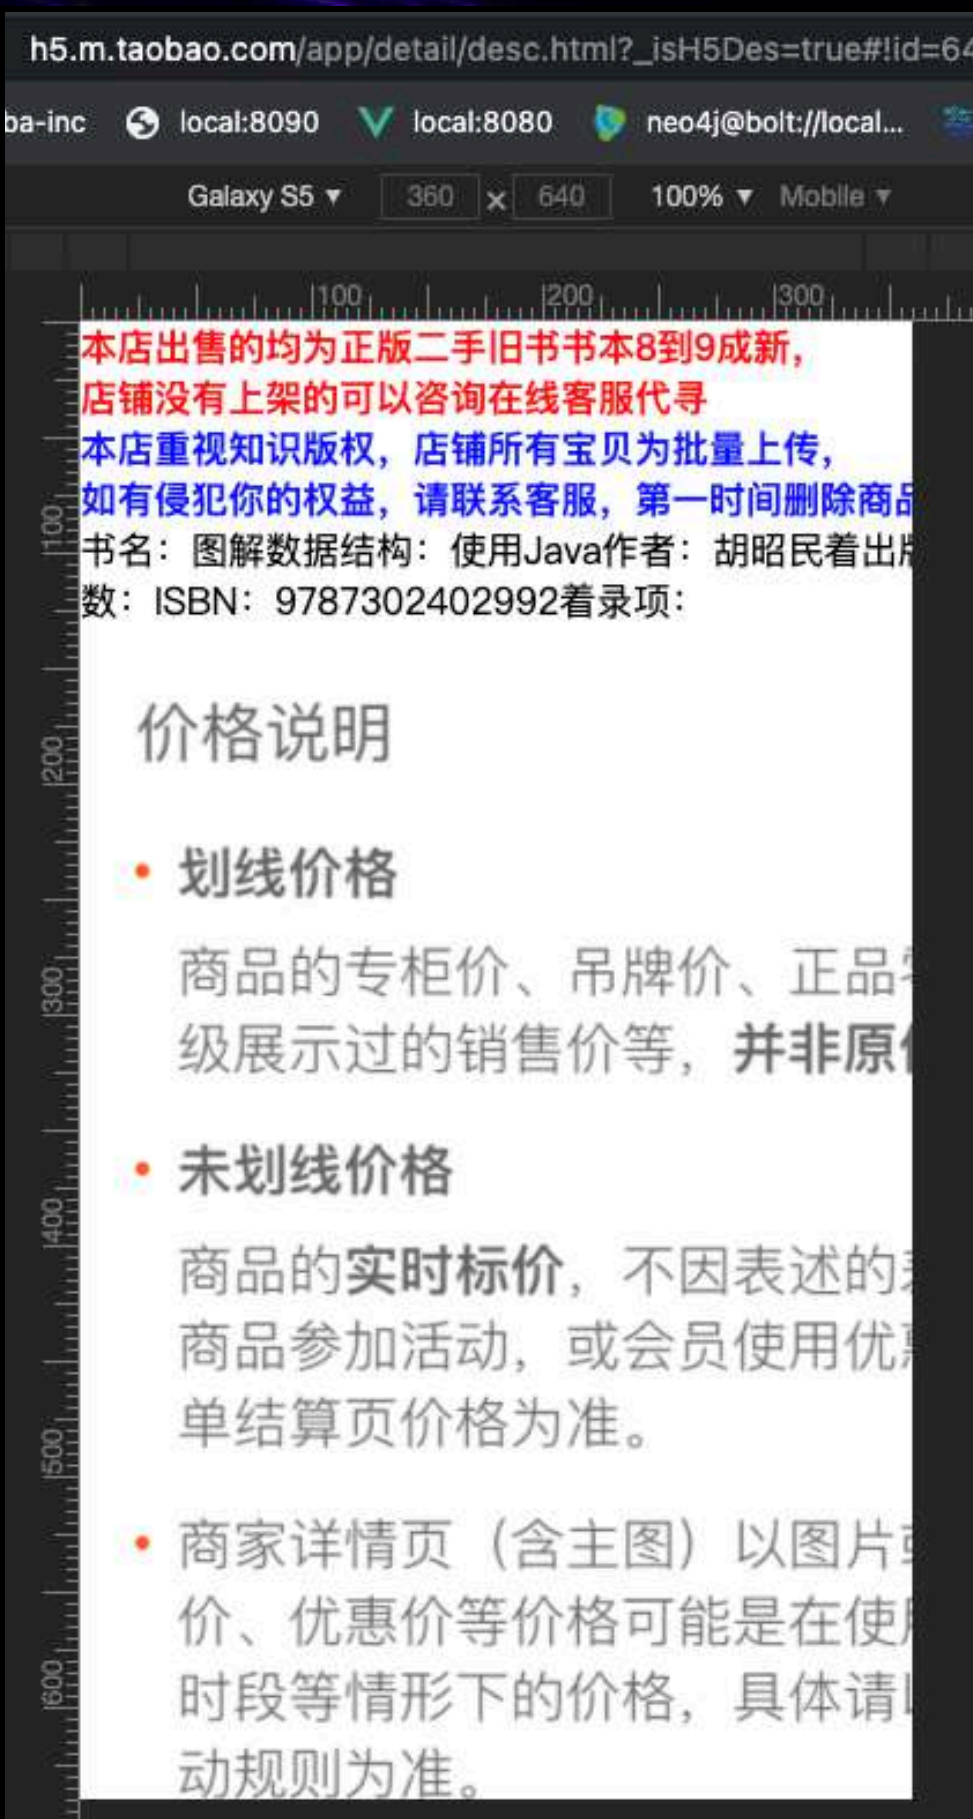 h5.m.taobao.com/app/detail/desc.html?_isH5Des=true#!id=64
ba-inc local:8090 local:8080 neo4j@bolt://local...
Galaxy S5 ▼ 360 × 640 100% ▼ Mobile ▼
100 200 300
本店出售的均为正版二手旧书书本8到9成新，
店铺没有上架的可以咨询在线客服代寻
本店重视知识版权，店铺所有宝贝为批量上传，
如有侵犯你的权益，请联系客服，第一时间删除商品
100
书名：图解数据结构：使用Java作者：胡昭民着出版
数：ISBN：9787302402992着录项：
价格说明
200
划线价格
商品的专柜价、吊牌价、正品
300
级展示过的销售价等，并非原
未划线价格
400
商品的实时标价，不因表述的
商品参加活动，或会员使用优惠
单结算页价格为准。
500
商家详情页（含主图）以图片
价、优惠价等价格可能是在使
600
时段等情形下的价格，具体请
动规则为准。